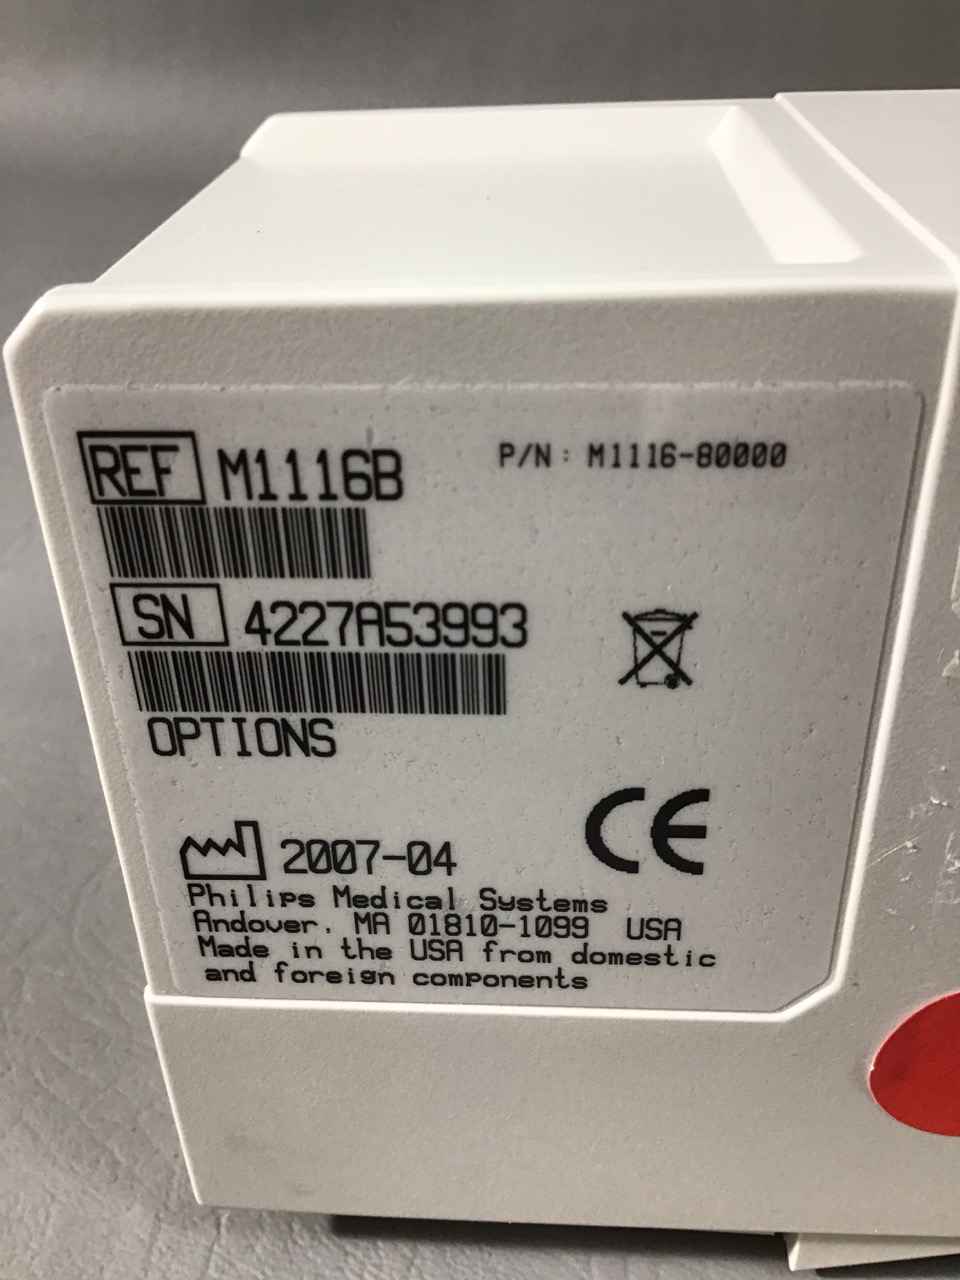 REF M1116B P/N: M1116-80000
SN 4227A53993
OPTIONS
CE
2007-04
Philips Medical Systems
Andover, MA 01810-1099 USA
Made in the USA from domestic
and foreign components